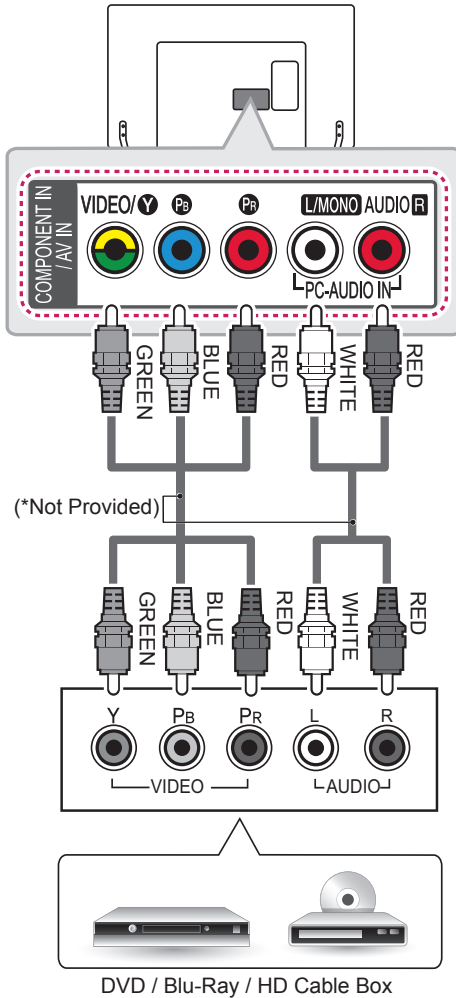 COMPONENT IN
/ AV IN
VIDEO/Y PB PR L/MONO AUDIO R
PC-AUDIO IN
GREEN BLUE RED WHITE RED
(*Not Provided)
GREEN BLUE RED WHITE RED
Y PB PR L R
VIDEO AUDIO
DVD / Blu-Ray / HD Cable Box